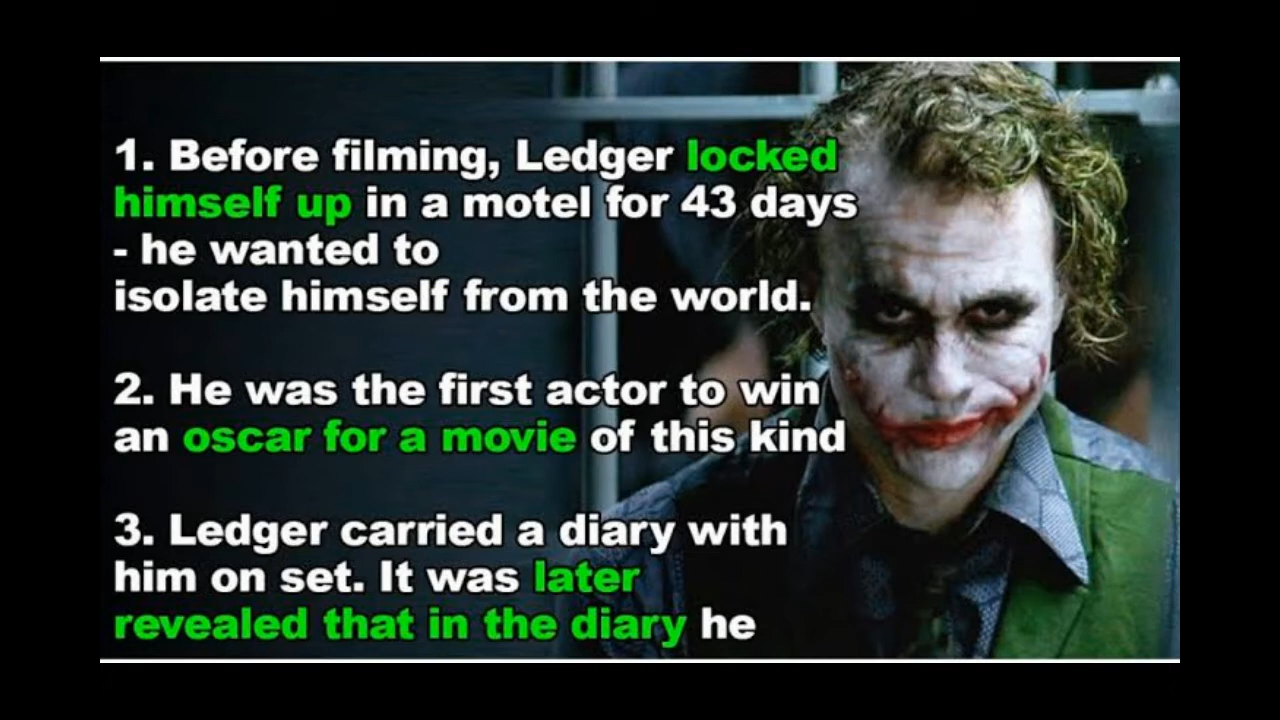 1. Before filming, Ledger locked
himself up in a motel for 43 days
- he wanted to
isolate himself from the world.
2. He was the first actor to win
an oscar for a movie of this kind
3. Ledger carried a diary with
him on set. It was later
revealed that in the diary he